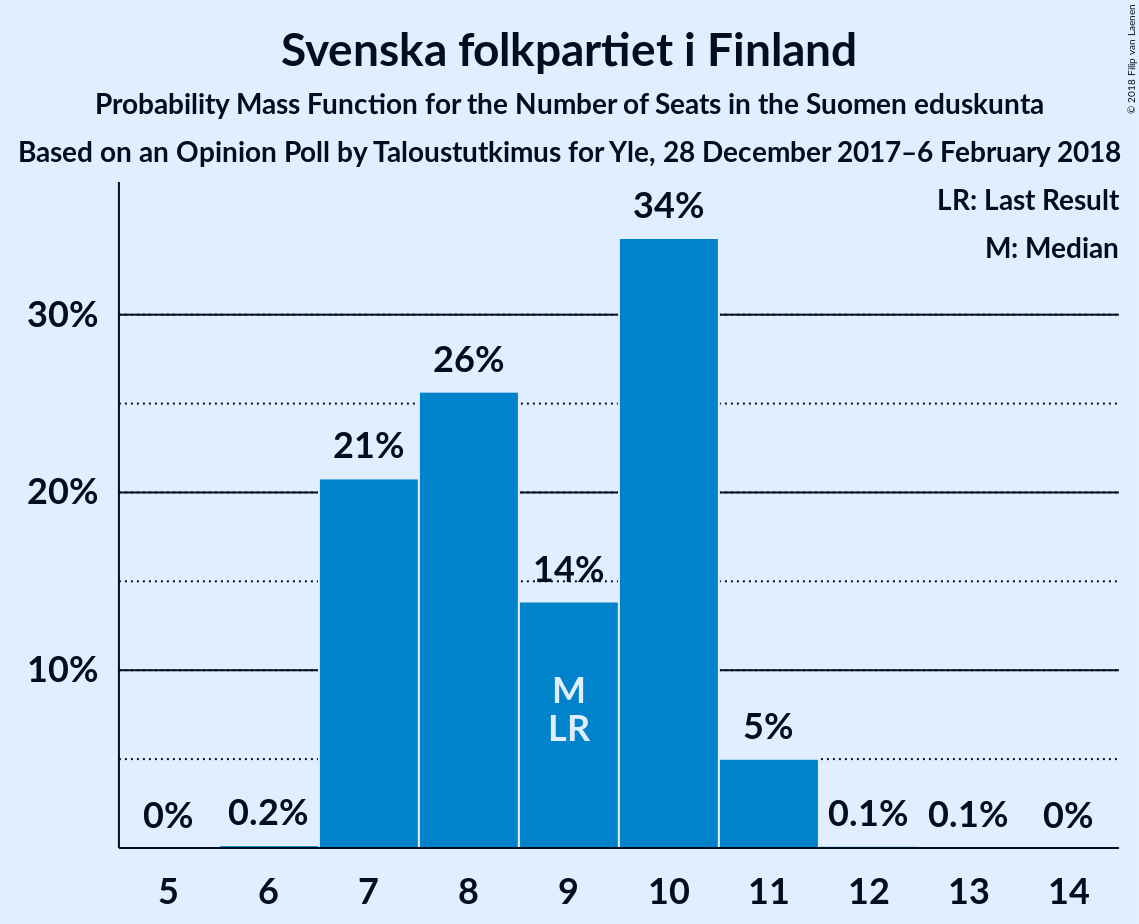 Svenska folkpartiet i Finland
Probability Mass Function for the Number of Seats in the Suomen eduskunta
Based on an Opinion Poll by Taloustutkimus for Yle, 28 December 2017–6 February 2018
© 2018 Filip van Laenen
LR: Last Result
M: Median
34%
30%
26%
21%
20%
14%
10%
M
LR
5%
0%
0.2%
0.1%
0.1%
0%
5 6 7 8 9 10 11 12 13 14